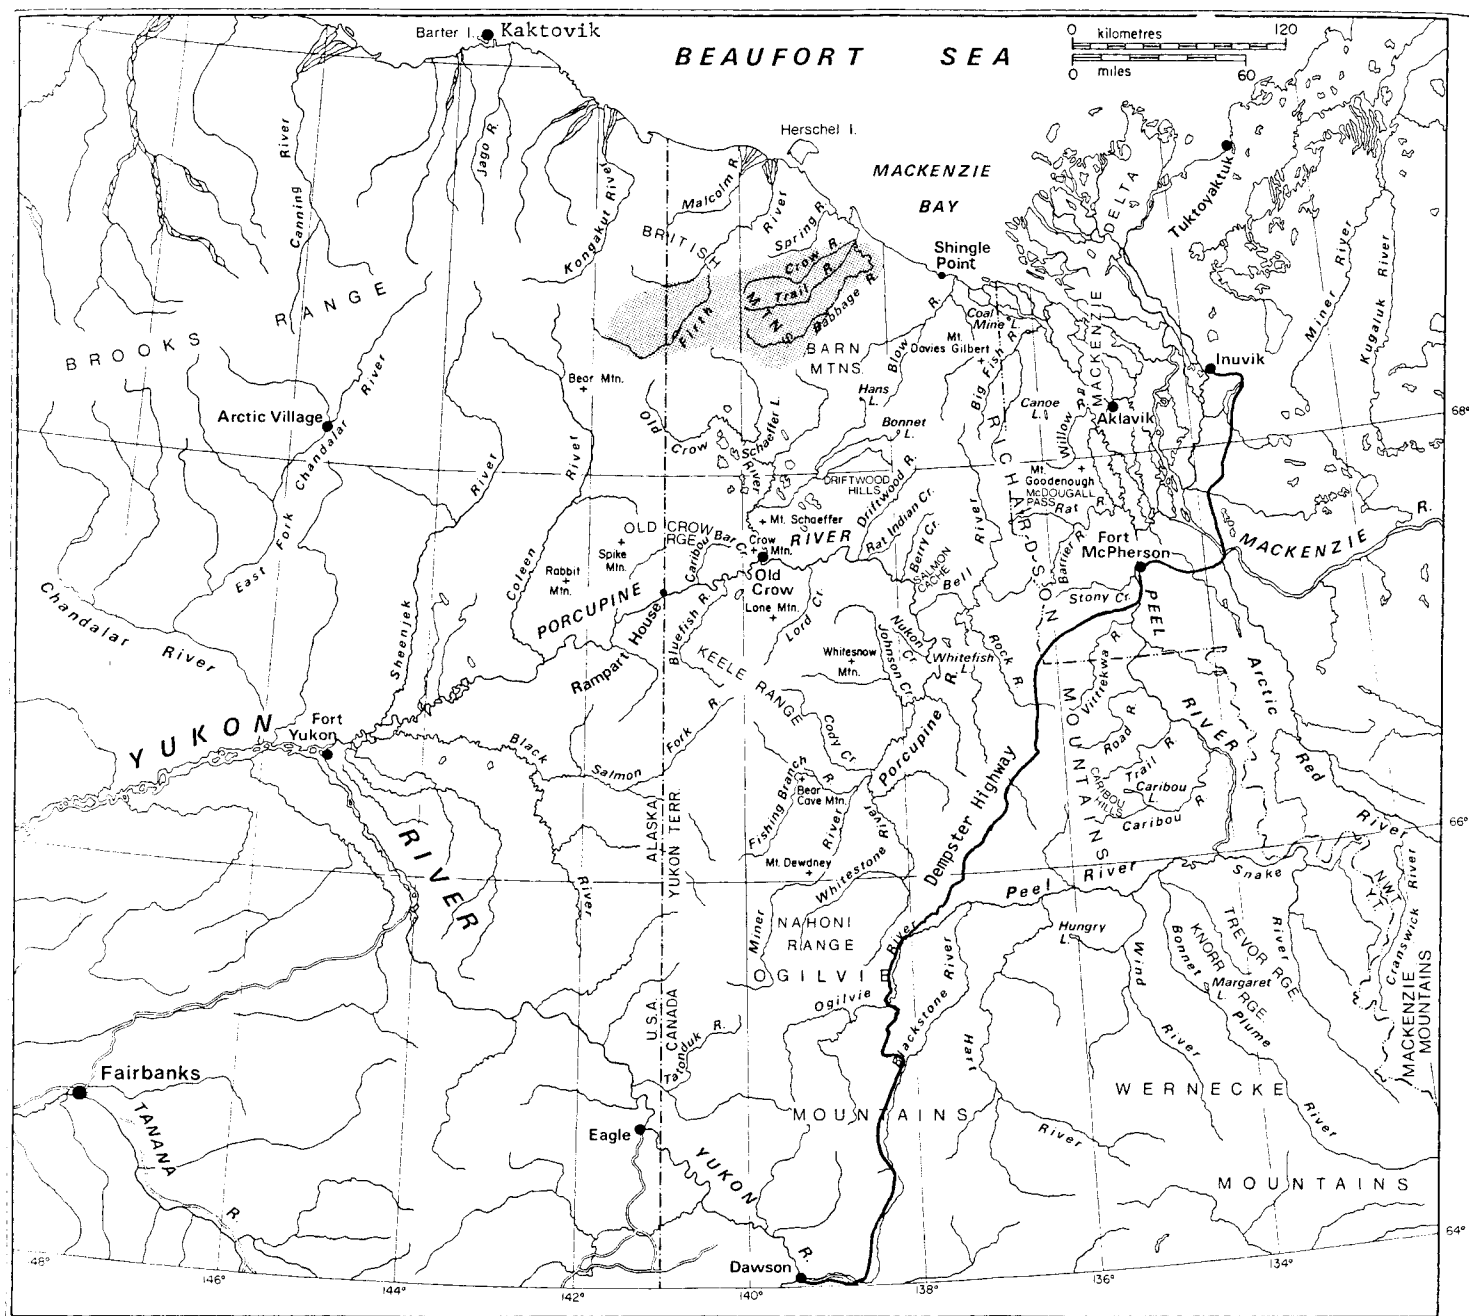 Barter I. Kaktovik
BEAUFORT SEA
0 kilometres 120
0 miles 60
Herschel I.
MACKENZIE
BAY
Canning River
Jago R.
Kongakut River
Malcolm R.
BRITISH
MTNS
Firth River
Spring R.
Crow R.
Trail R.
Babbage R.
Shingle
Point
DELTA
MACKENZIE
Tuktoyaktuk
Miner River
Kugaluk River
BROOKS RANGE
BARN
MTNS
Blow R.
Coal
Mine L.
Mt.
Davies Gilbert
Big Fish R.
Inuvik
Bear Mtn.
Hans
L.
Bonnet
L.
Canoe
L.
Willow R.
Aklavik
68°
Arctic Village
East Fork Chandalar River
Old Crow River
Schaeffer L.
DRIFTWOOD
HILLS
Driftwood R.
Mt.
Goodenough
McDOUGALL
PASS
Rat R.
RICHARDSON
MOUNTAINS
Coleen River
Sheenjek River
OLD CROW
RGE
Spike
Mtn.
Rabbit
Mtn.
Mt. Schaeffer
Caribou Bar Cr.
Crow
Mtn.
Old
Crow
Lone Mtn.
Lord Cr.
PORCUPINE RIVER
Rat Indian Cr.
Berry Cr.
SALMON
CACHE
Bell River
Barrier R.
Fort
McPherson
Stony Cr.
MACKENZIE R.
Chandalar River
Rampart House
Bluefish R.
KEELE RANGE
Whitesnow
Mtn.
Johnson Cr.
Nukon
Cr.
Whitefish
L.
Rock R.
PEEL RIVER
Vittrekwa R.
Road R.
Trail R.
Caribou
L.
CARIBOU
HILLS
Caribou R.
Arctic Red River
YUKON RIVER
Fort
Yukon
Black River
Salmon Fork R.
Cody Cr.
Porcupine R.
Fishing Branch R.
Bear
Cave Mtn.
Mt. Dewdney
Miner River
Whitestone River
Dempster Highway
ALASKA
YUKON TERR.
66°
Peel River
Snake River
N.W.T.
Y.T.
Cranswick River
MACKENZIE
MOUNTAINS
NAHONI
RANGE
OGILVIE
MOUNTAINS
Ogilvie River
Blackstone River
Hungry
L.
Wind River
Bonnet Plume River
KNORR RGE
TREVOR RGE
Margaret
L.
Hart River
U.S.A.
CANADA
Tatonduk R.
WERNECKE
MOUNTAINS
Fairbanks
TANANA R.
Eagle
YUKON R.
Dawson
64°
146° 144° 142° 140° 138° 136° 134°